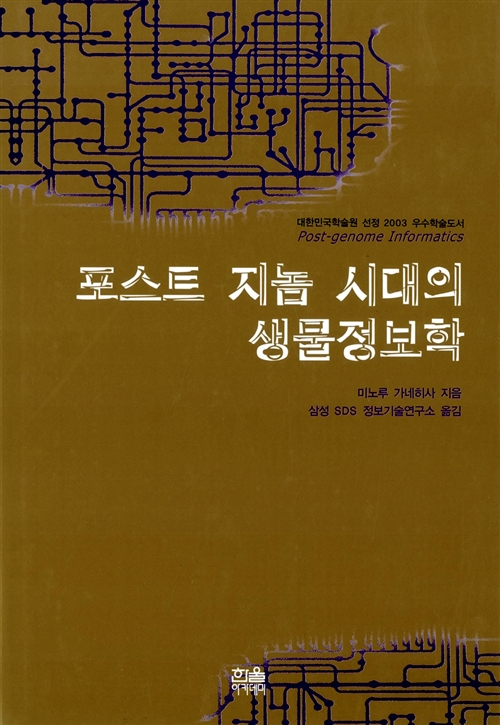 대한민국학술원 선정 2003 우수학술도서
Post-genome Informatics
포스트 지놈 시대의
생물정보학
미노루 가네히사 지음
삼성 SDS 정보기술연구소 옮김
한울
아카데미